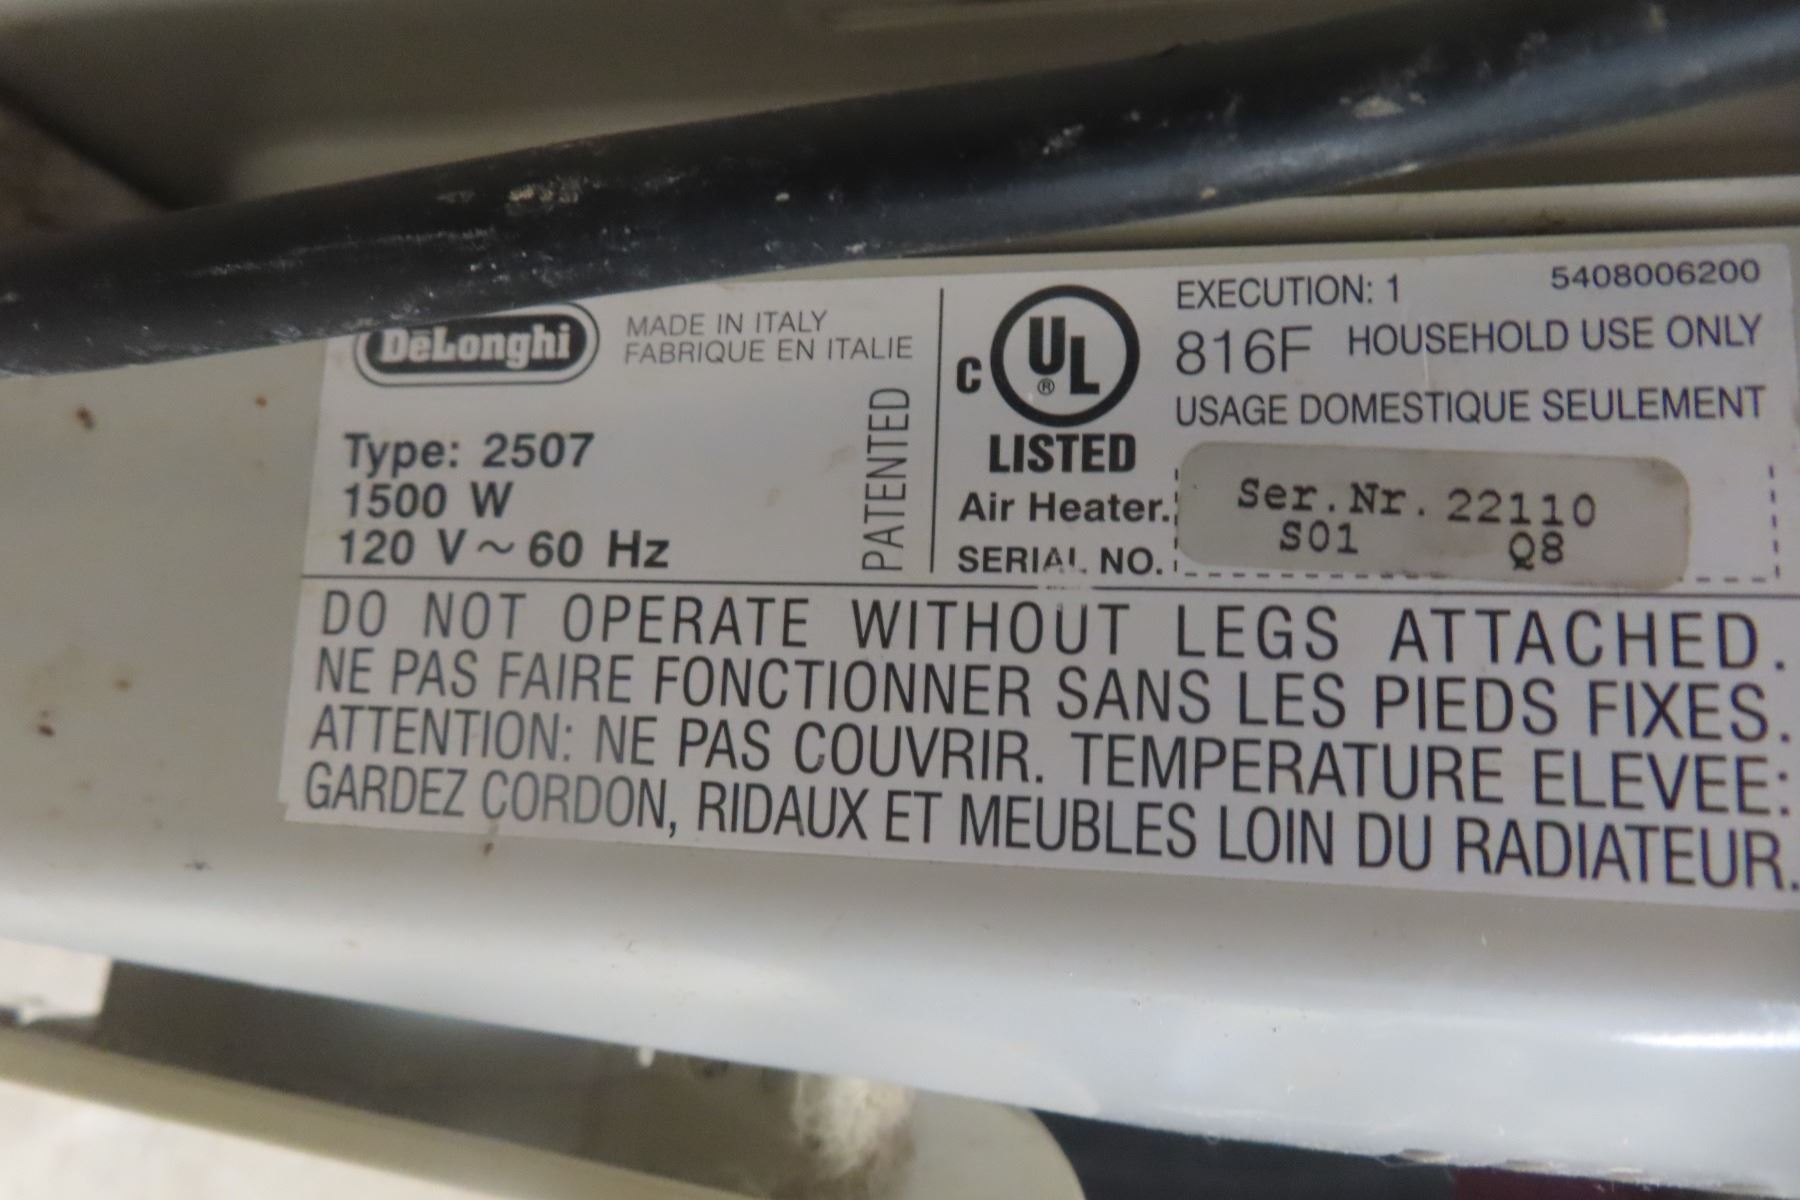 DeLonghi
MADE IN ITALY
FABRIQUE EN ITALIE
Type: 2507
1500 W
120 V ~ 60 Hz
PATENTED
C UL ®
LISTED
Air Heater.
SERIAL NO.
EXECUTION: 1
5408006200
816F HOUSEHOLD USE ONLY
USAGE DOMESTIQUE SEULEMENT
Ser.Nr. 22110
S01 Q8
DO NOT OPERATE WITHOUT LEGS ATTACHED.
NE PAS FAIRE FONCTIONNER SANS LES PIEDS FIXES.
ATTENTION: NE PAS COUVRIR. TEMPERATURE ELEVEE:
GARDEZ CORDON, RIDAUX ET MEUBLES LOIN DU RADIATEUR.